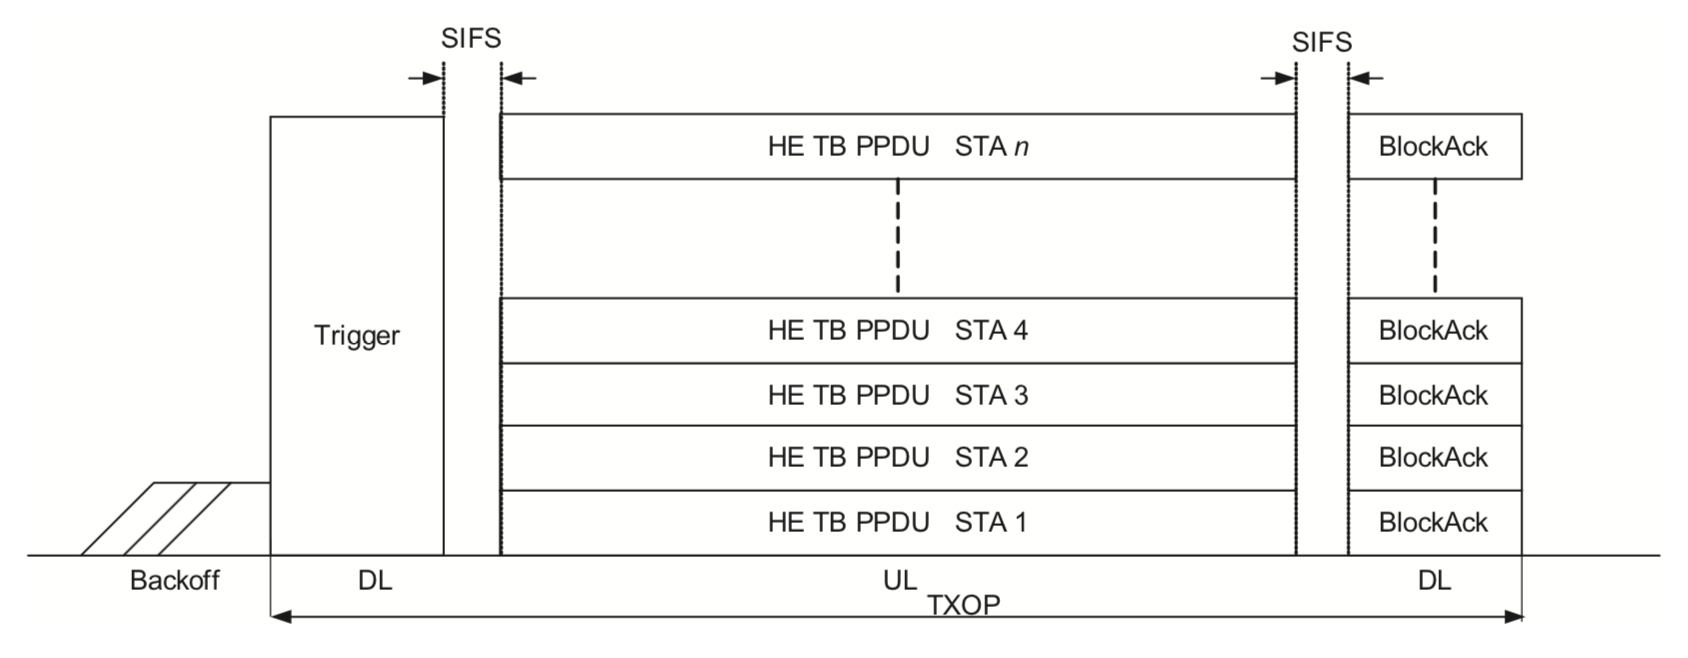 SIFS
SIFS
HE TB PPDU STA n
BlockAck
Trigger
HE TB PPDU STA 4
BlockAck
HE TB PPDU STA 3
BlockAck
HE TB PPDU STA 2
BlockAck
HE TB PPDU STA 1
BlockAck
Backoff
DL
UL
DL
TXOP